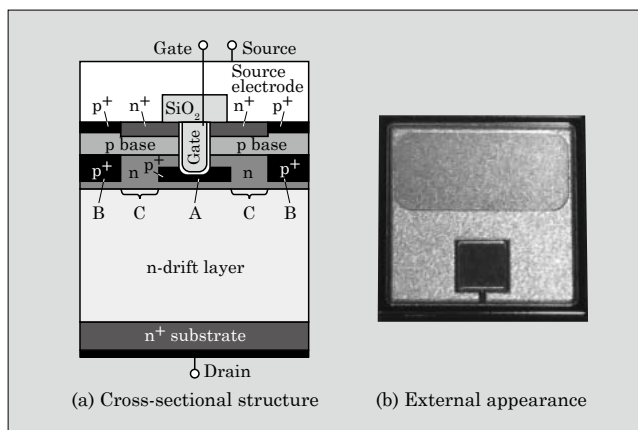 Gate Source
Source
electrode
p+ n+ SiO2 n+ p+
Gate
p base p base
p+ n p+ n p+
B C A C B
n-drift layer
n+ substrate
Drain
(a) Cross-sectional structure (b) External appearance